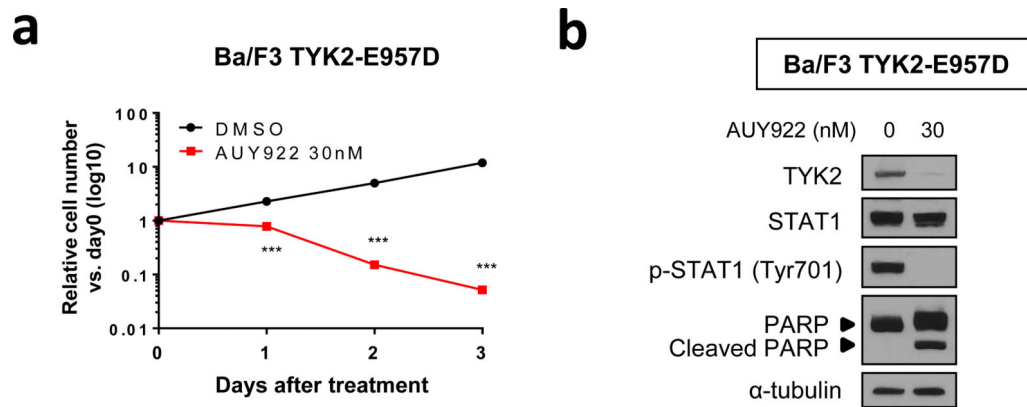 a
Ba/F3 TYK2-E957D
Relative cell number
vs. day0 (log10)
100
10
1
0.1
0.01
DMSO
AUY922 30nM
***
***
***
0 1 2 3
Days after treatment
b
Ba/F3 TYK2-E957D
AUY922 (nM) 0 30
TYK2
STAT1
p-STAT1 (Tyr701)
PARP
Cleaved PARP
α-tubulin